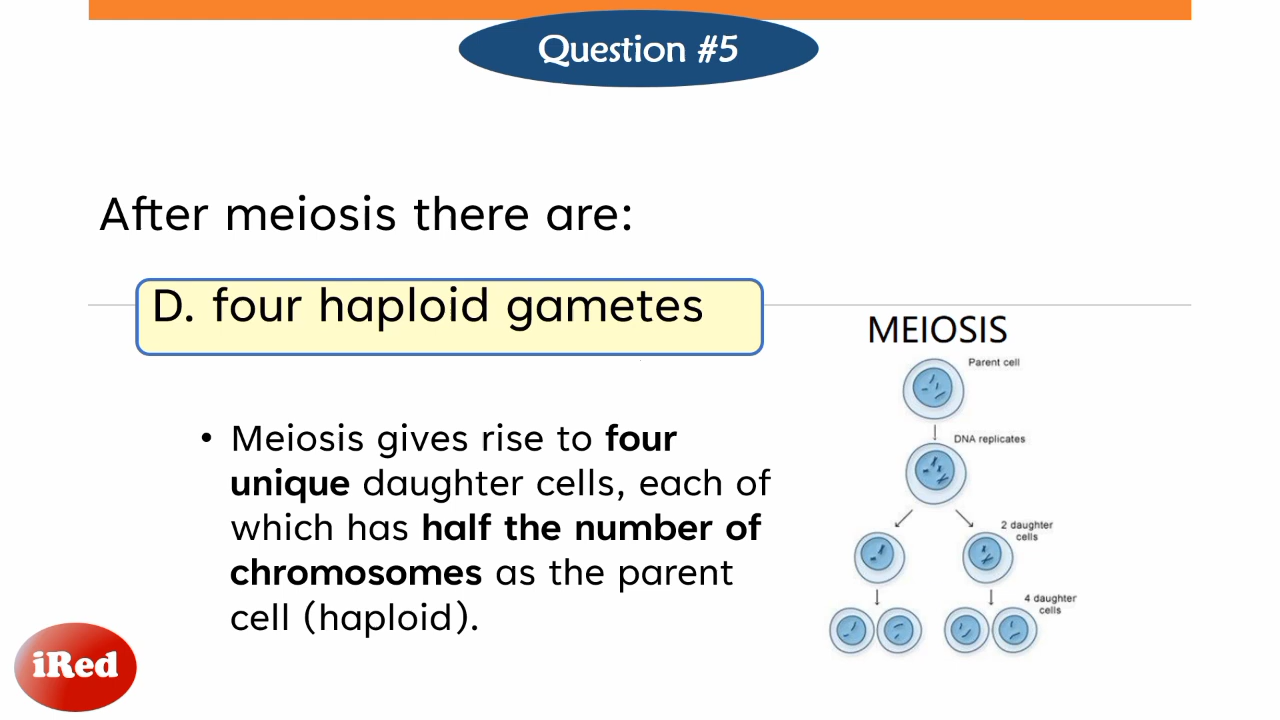 Question #5
After meiosis there are:
D. four haploid gametes
• Meiosis gives rise to four
unique daughter cells, each of
which has half the number of
chromosomes as the parent
cell (haploid).
MEIOSIS
Parent cell
DNA replicates
2 daughter
cells
4 daughter
cells
iRed